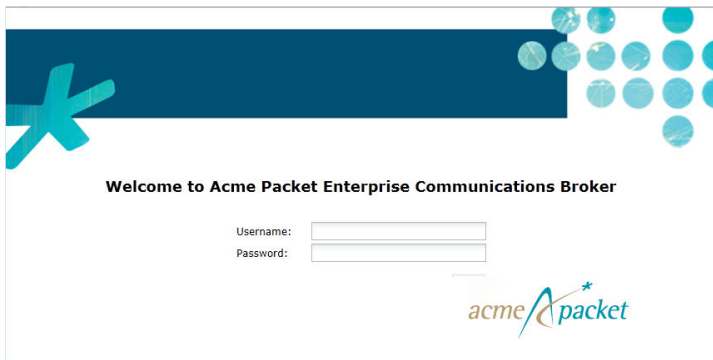 Welcome to Acme Packet Enterprise Communications Broker
Username:
Password:
acme packet